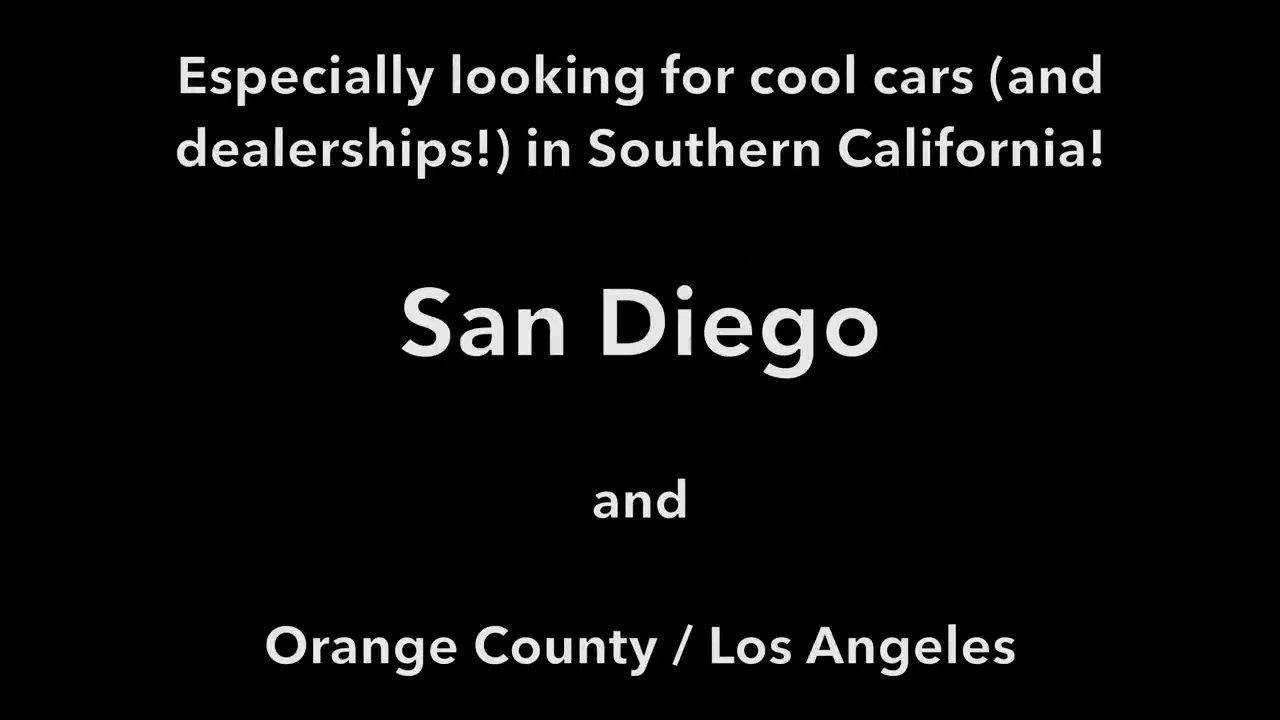 Especially looking for cool cars (and
dealerships!) in Southern California!
San Diego
and
Orange County / Los Angeles